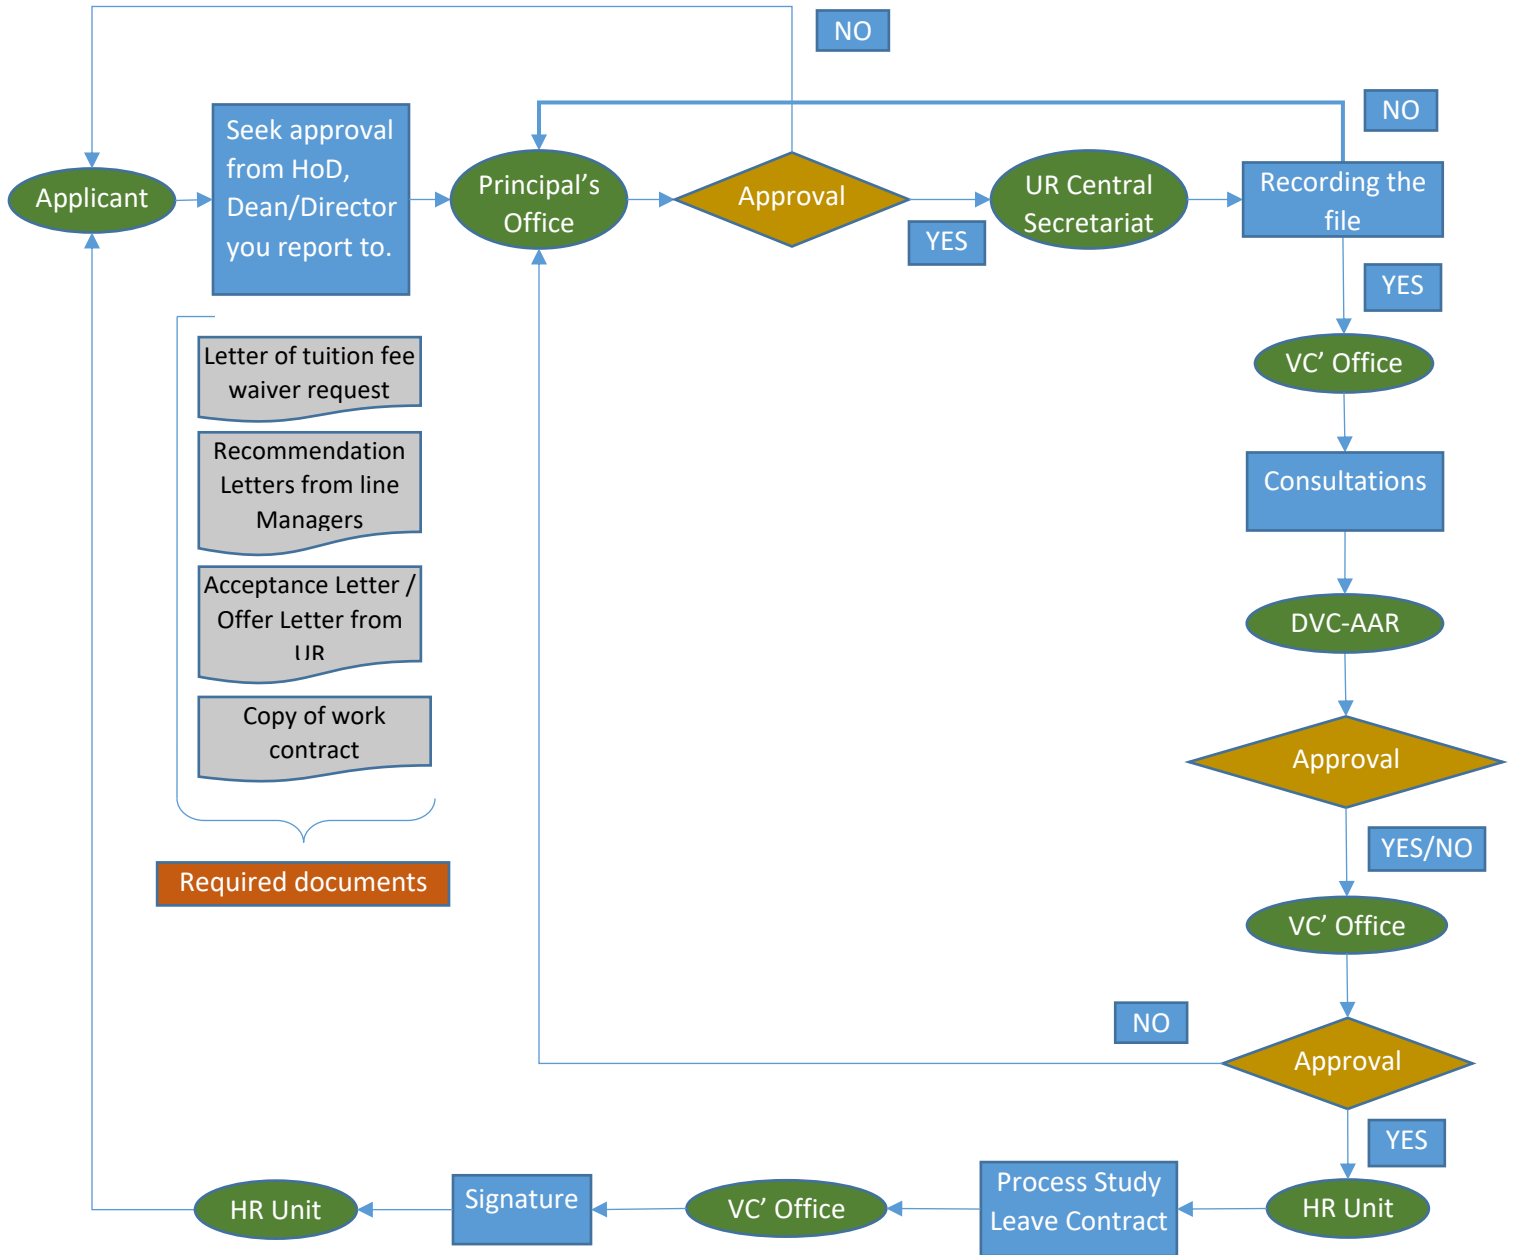 NO
NO
Applicant
Seek approval
from HoD,
Dean/Director
you report to.
Principal's
Office
Approval
YES
UR Central
Secretariat
Recording the
file
YES
VC' Office
Letter of tuition fee
waiver request
Recommendation
Letters from line
Managers
Acceptance Letter /
Offer Letter from
UR
Copy of work
contract
Required documents
Consultations
DVC-AAR
Approval
YES/NO
VC' Office
NO
Approval
YES
HR Unit
Signature
VC' Office
Process Study
Leave Contract
HR Unit